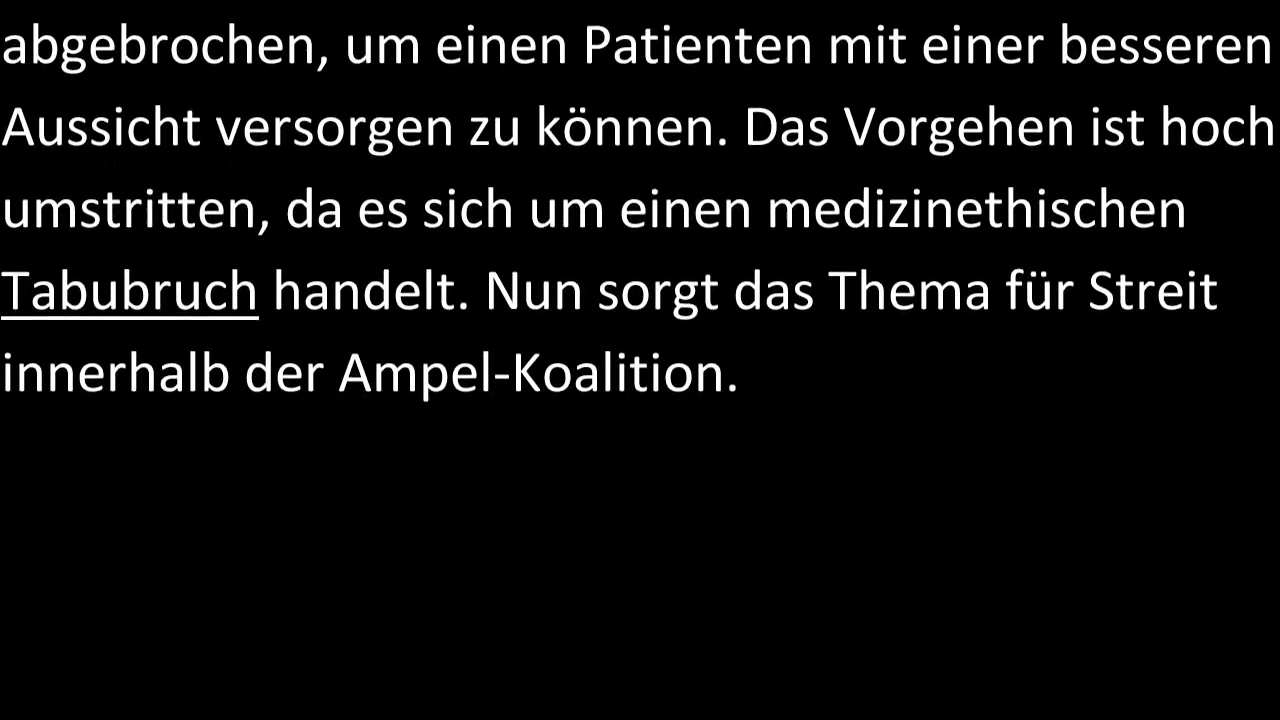 abgebrochen, um einen Patienten mit einer besseren
Aussicht versorgen zu können. Das Vorgehen ist hoch
umstritten, da es sich um einen medizinethischen
Tabubruch handelt. Nun sorgt das Thema für Streit
innerhalb der Ampel-Koalition.